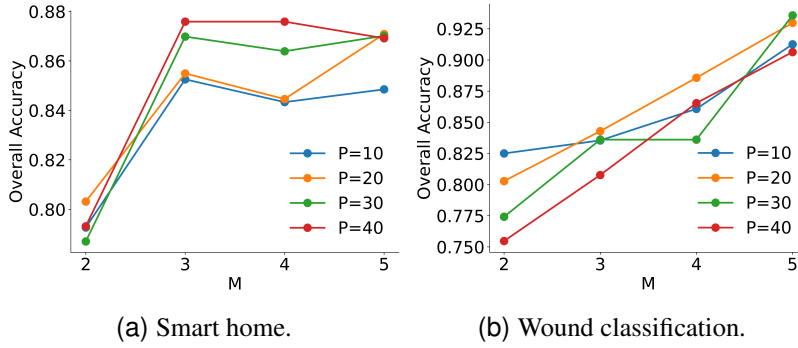 0.88
0.86
0.84
0.82
0.80
Overall Accuracy
P=10
P=20
P=30
P=40
2 3 4 5
M
(a) Smart home.
0.925
0.900
0.875
0.850
0.825
0.800
0.775
0.750
Overall Accuracy
P=10
P=20
P=30
P=40
2 3 4 5
M
(b) Wound classification.